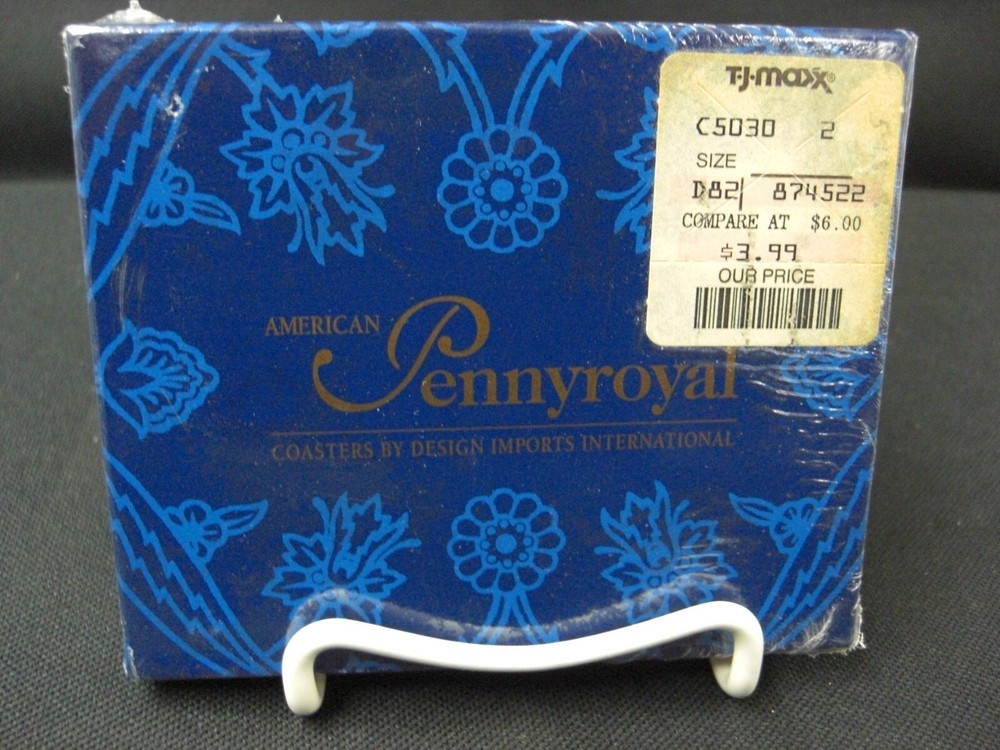 T·J·maxx®
C5030 2
SIZE
D82 874522
COMPARE AT $6.00
$3.99
OUR PRICE
AMERICAN
Pennyroyal
COASTERS BY DESIGN IMPORTS INTERNATIONAL